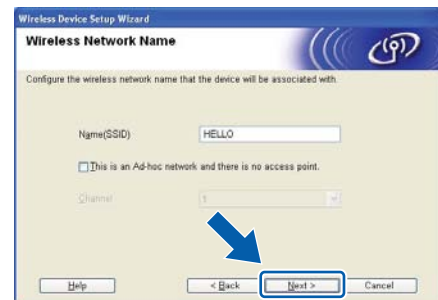 Wireless Device Setup Wizard
Wireless Network Name
Configure the wireless network name that the device will be associated with.
Name(SSID) HELLO
This is an Ad-hoc network and there is no access point.
Channel 1
Help < Back Next > Cancel